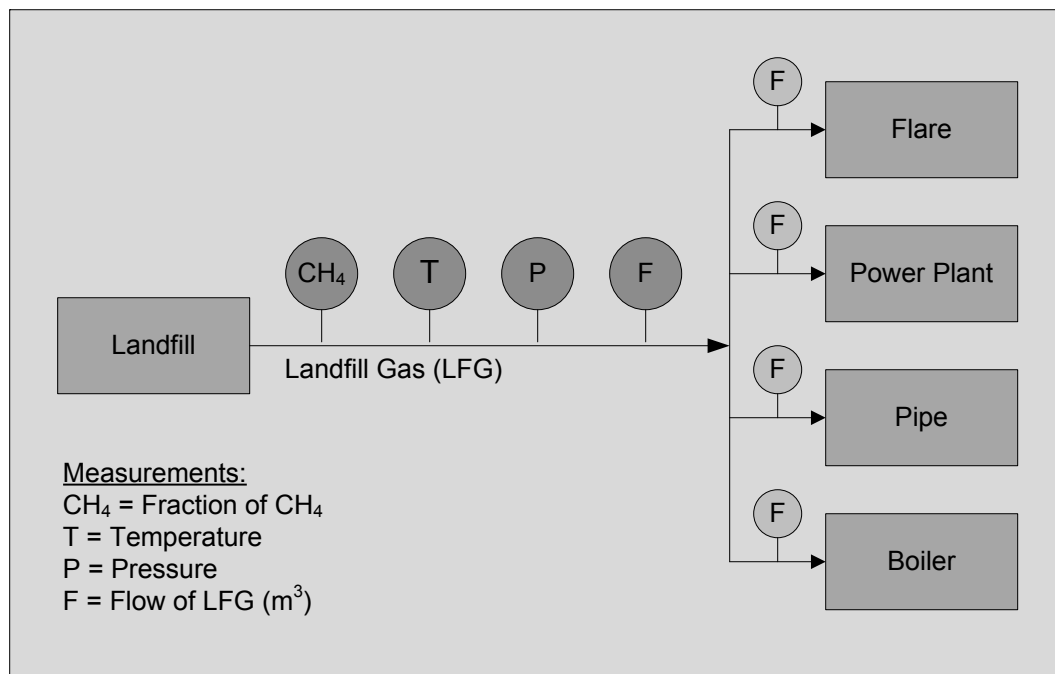 F
Flare
F
Power Plant
CH₄
T
P
F
Landfill
Landfill Gas (LFG)
F
Pipe
F
Boiler
Measurements:
CH₄ = Fraction of CH₄
T = Temperature
P = Pressure
F = Flow of LFG (m³)